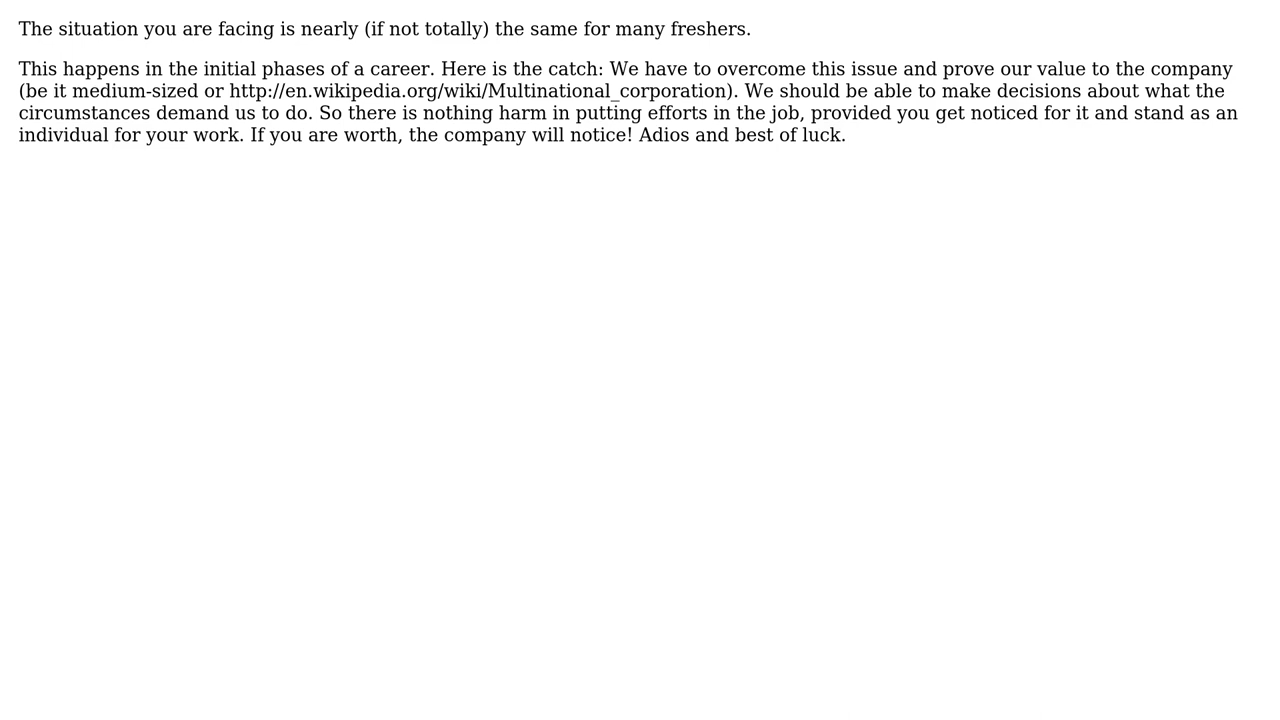 The situation you are facing is nearly (if not totally) the same for many freshers.
This happens in the initial phases of a career. Here is the catch: We have to overcome this issue and prove our value to the company
(be it medium-sized or http://en.wikipedia.org/wiki/Multinational_corporation). We should be able to make decisions about what the
circumstances demand us to do. So there is nothing harm in putting efforts in the job, provided you get noticed for it and stand as an
individual for your work. If you are worth, the company will notice! Adios and best of luck.